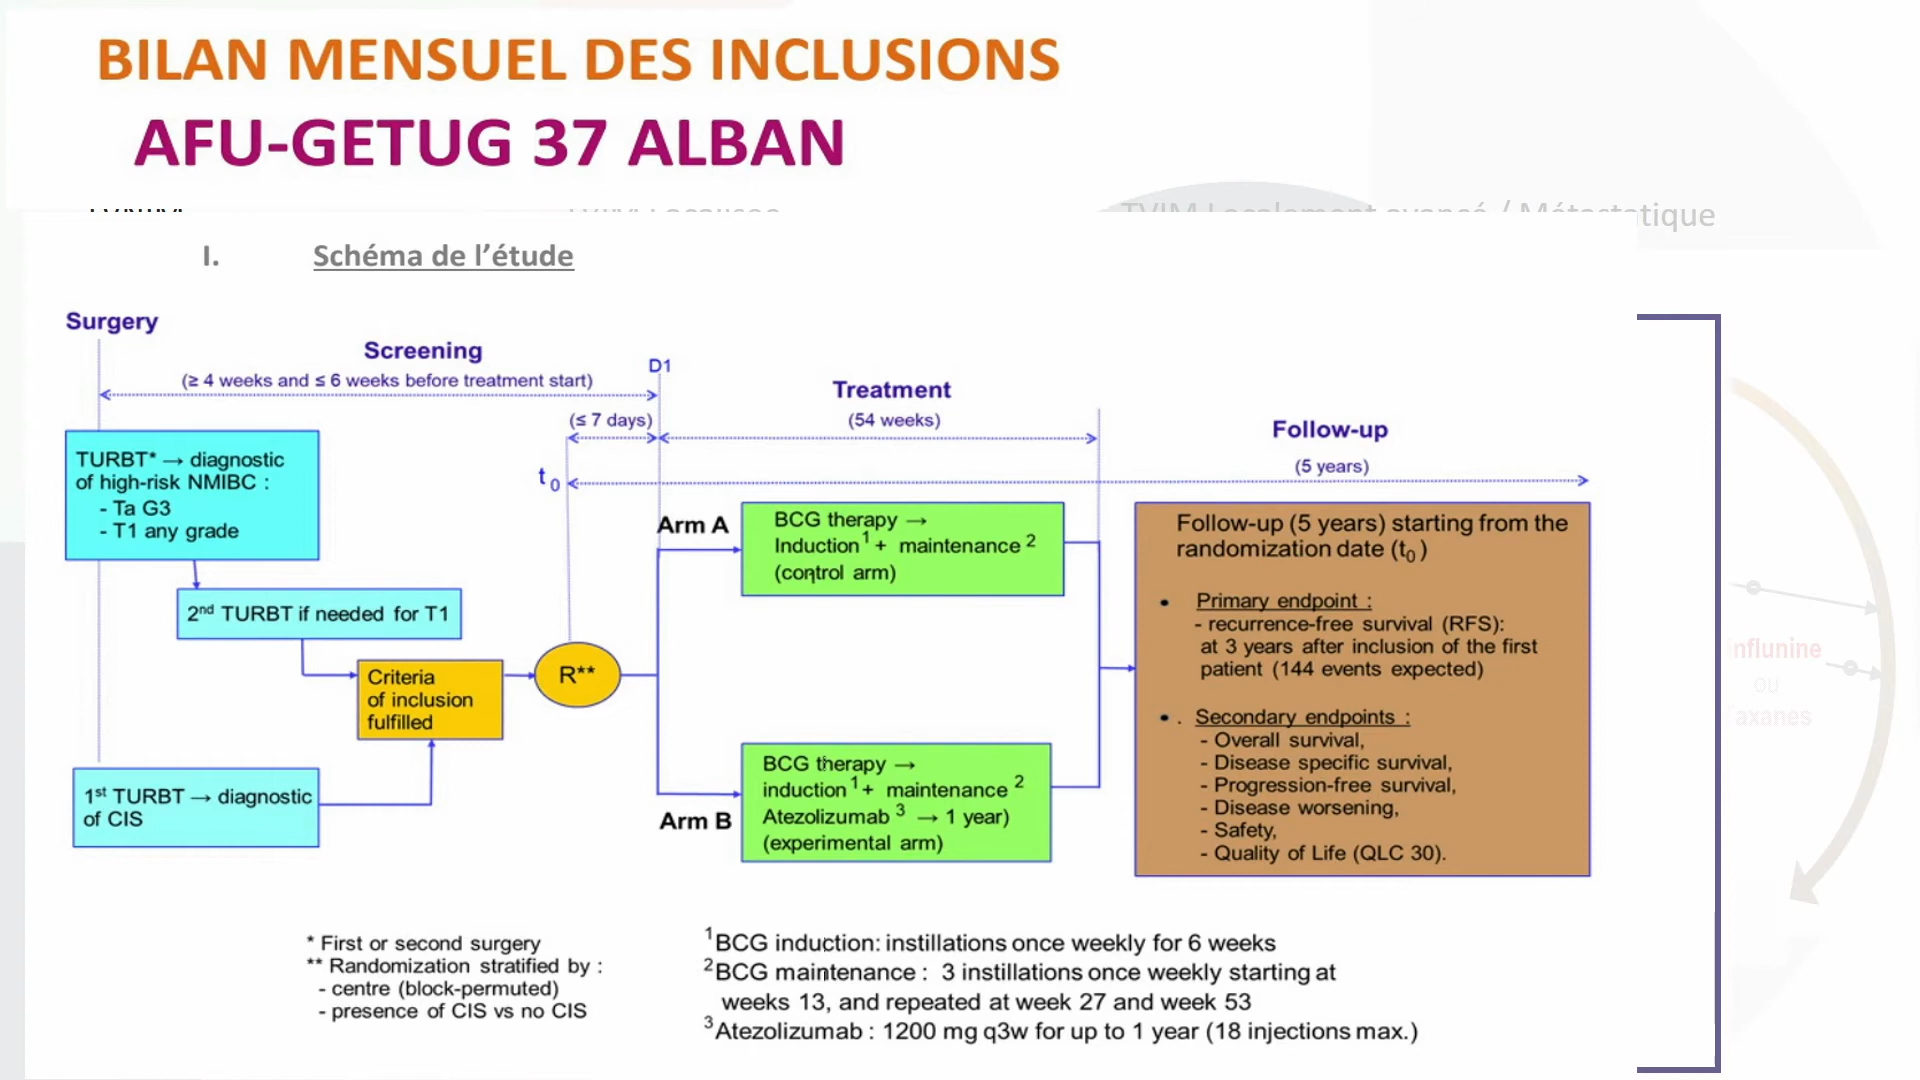 BILAN MENSUEL DES INCLUSIONS
AFU-GETUG 37 ALBAN
tique
I. Schéma de l’étude
Surgery
Screening
(≥ 4 weeks and ≤ 6 weeks before treatment start)
D1
Treatment
(≤ 7 days)
(54 weeks)
Follow-up
(5 years)
t0
TURBT* → diagnostic
of high-risk NMIBC :
- Ta G3
- T1 any grade
2nd TURBT if needed for T1
Criteria
of inclusion
fulfilled
1st TURBT → diagnostic
of CIS
R**
Arm A
BCG therapy →
Induction1 + maintenance 2
(control arm)
Arm B
BCG therapy →
induction1 + maintenance 2
Atezolizumab 3 → 1 year)
(experimental arm)
Follow-up (5 years) starting from the
randomization date (t0 )
• Primary endpoint :
- recurrence-free survival (RFS):
at 3 years after inclusion of the first
patient (144 events expected)
• . Secondary endpoints :
- Overall survival,
- Disease specific survival,
- Progression-free survival,
- Disease worsening,
- Safety,
- Quality of Life (QLC 30).
nflunine
ou
axanes
* First or second surgery
** Randomization stratified by :
- centre (block-permuted)
- presence of CIS vs no CIS
1BCG induction: instillations once weekly for 6 weeks
2BCG maintenance : 3 instillations once weekly starting at
weeks 13, and repeated at week 27 and week 53
3Atezolizumab : 1200 mg q3w for up to 1 year (18 injections max.)